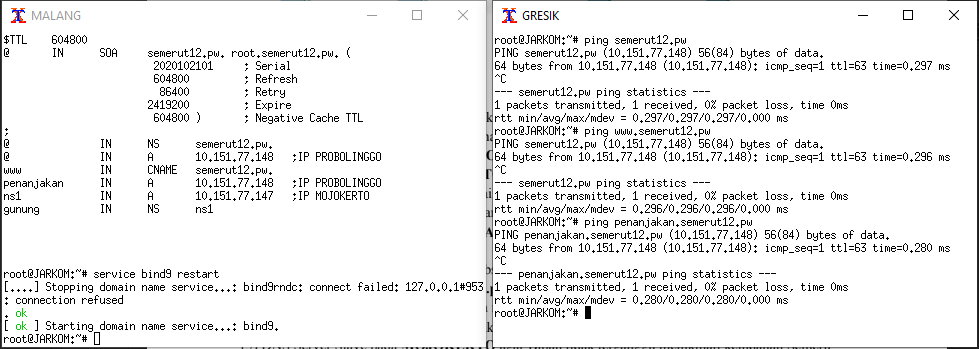 MALANG
$TTL    604800
@       IN      SOA     semerut12.pw. root.semerut12.pw. (
                         2020102101     ; Serial
                         604800         ; Refresh
                          86400         ; Retry
                        2419200         ; Expire
                         604800 )       ; Negative Cache TTL
;
@               IN      NS      semerut12.pw.
@               IN      A       10.151.77.148   ;IP PROBOLINGGO
www             IN      CNAME   semerut12.pw.
penanjakan      IN      A       10.151.77.148   ;IP PROBOLINGGO
ns1             IN      A       10.151.77.147   ;IP MOJOKERTO
gunung          IN      NS      ns1
root@JARKOM:~# service bind9 restart
[....] Stopping domain name service...: bind9rndc: connect failed: 127.0.0.1#953
: connection refused
. ok
[ ok ] Starting domain name service...: bind9.
root@JARKOM:~#
GRESIK
root@JARKOM:~# ping semerut12.pw
PING semerut12.pw (10.151.77.148) 56(84) bytes of data.
64 bytes from 10.151.77.148 (10.151.77.148): icmp_seq=1 ttl=63 time=0.297 ms
^C
--- semerut12.pw ping statistics ---
1 packets transmitted, 1 received, 0% packet loss, time 0ms
rtt min/avg/max/mdev = 0.297/0.297/0.297/0.000 ms
root@JARKOM:~# ping www.semerut12.pw
PING semerut12.pw (10.151.77.148) 56(84) bytes of data.
64 bytes from 10.151.77.148 (10.151.77.148): icmp_seq=1 ttl=63 time=0.296 ms
^C
--- semerut12.pw ping statistics ---
1 packets transmitted, 1 received, 0% packet loss, time 0ms
rtt min/avg/max/mdev = 0.296/0.296/0.296/0.000 ms
root@JARKOM:~# ping penanjakan.semerut12.pw
PING penanjakan.semerut12.pw (10.151.77.148) 56(84) bytes of data.
64 bytes from 10.151.77.148 (10.151.77.148): icmp_seq=1 ttl=63 time=0.280 ms
^C
--- penanjakan.semerut12.pw ping statistics ---
1 packets transmitted, 1 received, 0% packet loss, time 0ms
rtt min/avg/max/mdev = 0.280/0.280/0.280/0.000 ms
root@JARKOM:~#